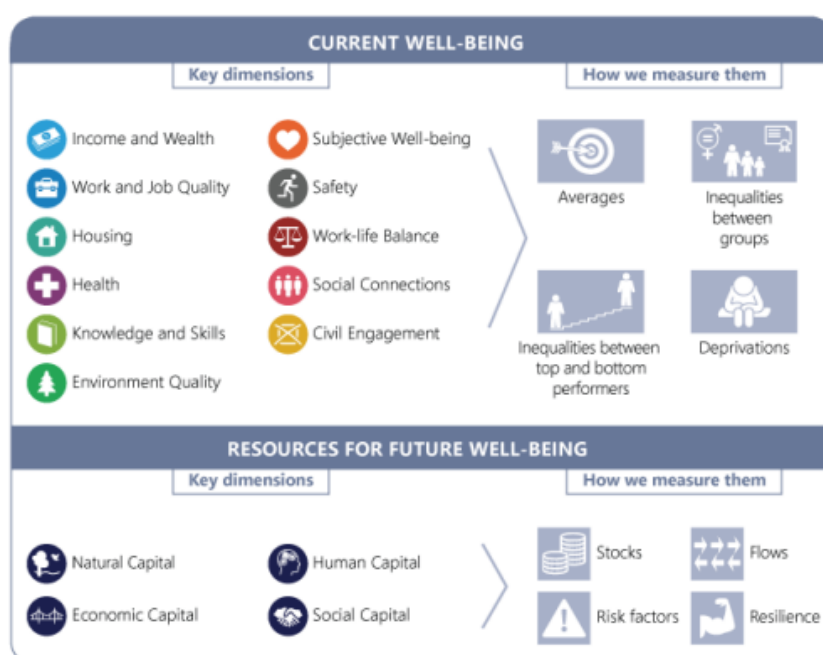 CURRENT WELL-BEING
Key dimensions
How we measure them
Income and Wealth
Subjective Well-being
Work and Job Quality
Safety
Housing
Work-life Balance
Health
Social Connections
Knowledge and Skills
Civil Engagement
Environment Quality
Averages
Inequalities
between
groups
Inequalities between
top and bottom
performers
Deprivations
RESOURCES FOR FUTURE WELL-BEING
Key dimensions
How we measure them
Natural Capital
Human Capital
Economic Capital
Social Capital
Stocks
Flows
Risk factors
Resilience